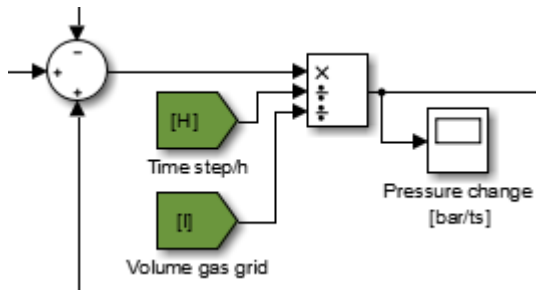 −
+
+
×
÷
÷
[H]
Time step/h
[I]
Volume gas grid
Pressure change
[bar/ts]